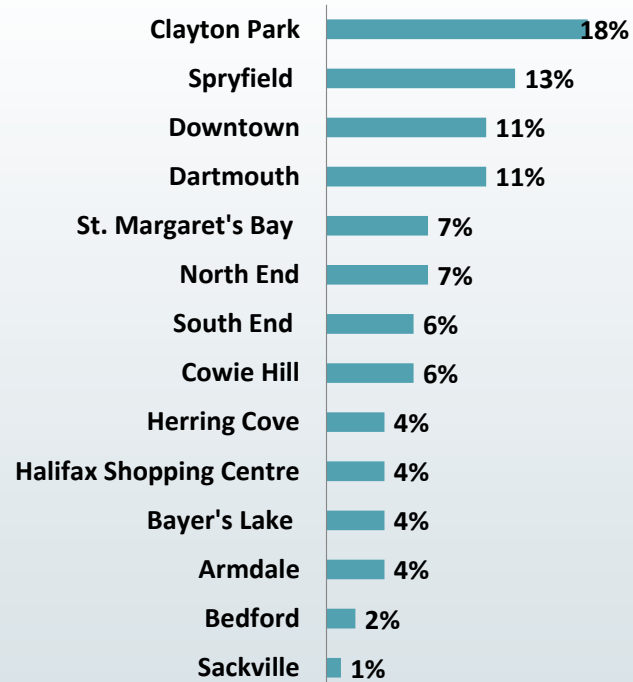 Clayton Park 18%
Spryfield 13%
Downtown 11%
Dartmouth 11%
St. Margaret's Bay 7%
North End 7%
South End 6%
Cowie Hill 6%
Herring Cove 4%
Halifax Shopping Centre 4%
Bayer's Lake 4%
Armdale 4%
Bedford 2%
Sackville 1%